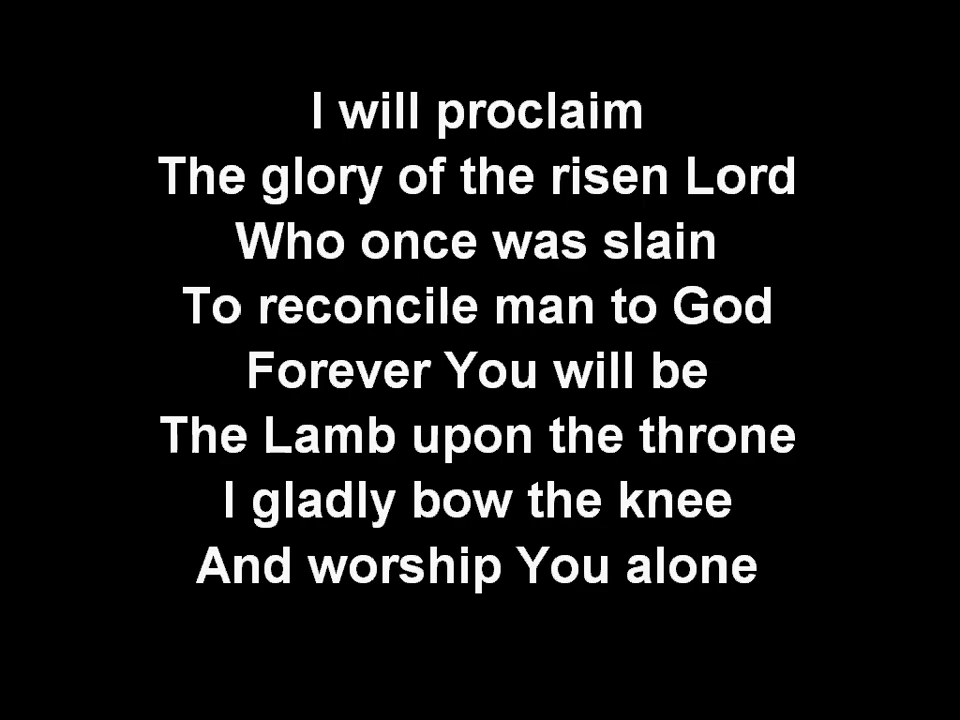 I will proclaim
The glory of the risen Lord
Who once was slain
To reconcile man to God
Forever You will be
The Lamb upon the throne
I gladly bow the knee
And worship You alone